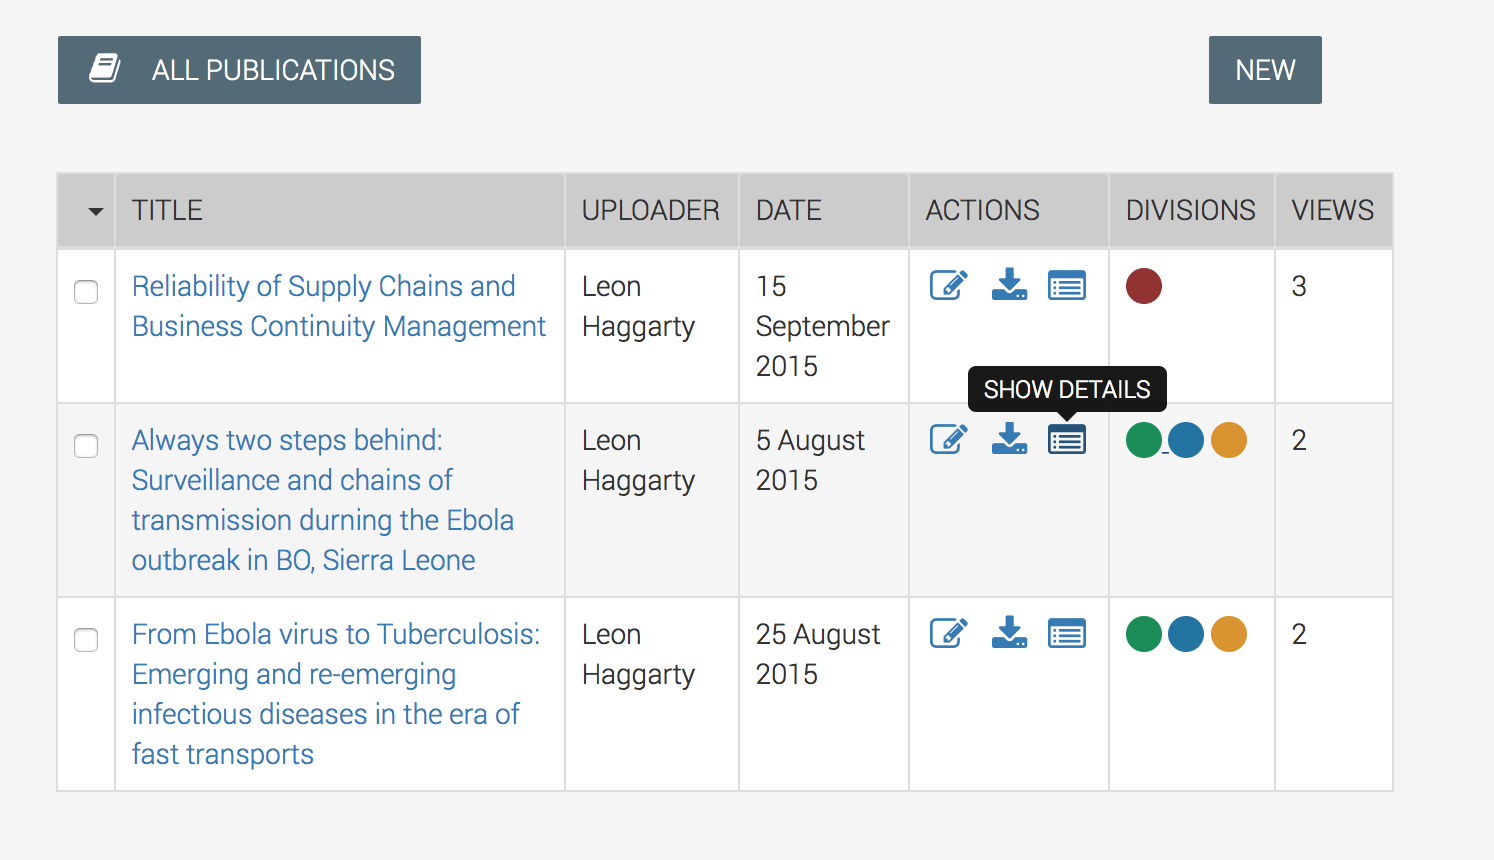 ALL PUBLICATIONS
NEW
TITLE
UPLOADER
DATE
ACTIONS
DIVISIONS
VIEWS
Reliability of Supply Chains and
Business Continuity Management
Leon
Haggarty
15
September
2015
3
SHOW DETAILS
Always two steps behind:
Surveillance and chains of
transmission durning the Ebola
outbreak in BO, Sierra Leone
Leon
Haggarty
5 August
2015
2
From Ebola virus to Tuberculosis:
Emerging and re-emerging
infectious diseases in the era of
fast transports
Leon
Haggarty
25 August
2015
2